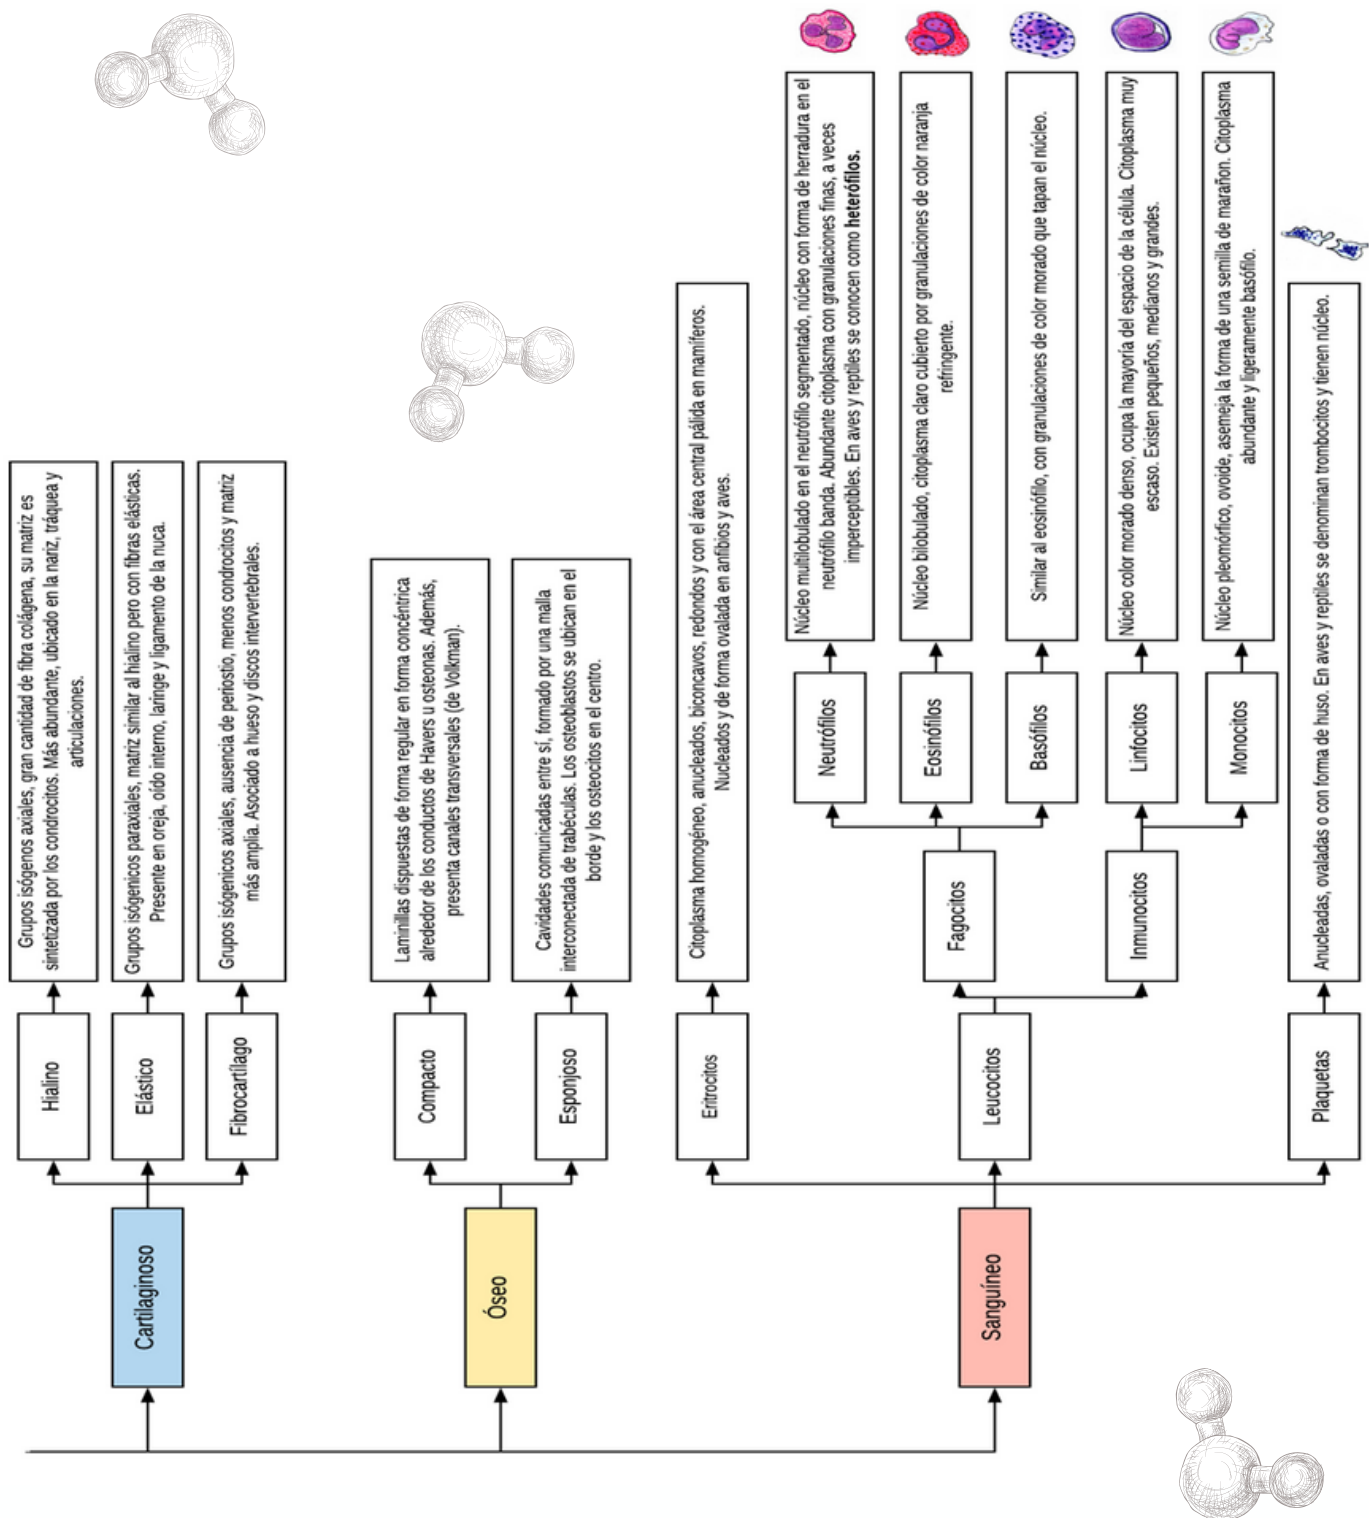 Cartilaginoso
Hialino
Grupos isógenos axiales, gran cantidad de fibra colágena, su matriz es
sintetizada por los condrocitos. Más abundante, ubicado en la nariz, tráquea y
articulaciones.
Elástico
Grupos isógenicos paraxiales, matriz similar al hialino pero con fibras elásticas.
Presente en oreja, oído interno, laringe y ligamento de la nuca.
Fibrocartílago
Grupos isógenicos axiales, ausencia de periostio, menos condrocitos y matriz
más amplia. Asociado a hueso y discos intervertebrales.
Óseo
Compacto
Laminillas dispuestas de forma regular en forma concéntrica
alrededor de los conductos de Havers u osteonas. Además,
presenta canales transversales (de Volkman).
Esponjoso
Cavidades comunicadas entre sí, formado por una malla
interconectada de trabéculas. Los osteoblastos se ubican en el
borde y los osteocitos en el centro.
Sanguíneo
Eritrocitos
Citoplasma homogéneo, anucleados, biconcavos, redondos y con el área central pálida en mamíferos.
Nucleados y de forma ovalada en anfibios y aves.
Leucocitos
Fagocitos
Neutrófilos
Núcleo multilobulado en el neutrófilo segmentado, núcleo con forma de herradura en el
neutrófilo banda. Abundante citoplasma con granulaciones finas, a veces
imperceptibles. En aves y reptiles se conocen como heterófilos.
Eosinófilos
Núcleo bilobulado, citoplasma claro cubierto por granulaciones de color naranja
refringente.
Basófilos
Similar al eosinófilo, con granulaciones de color morado que tapan el núcleo.
Inmunocitos
Linfocitos
Núcleo color morado denso, ocupa la mayoría del espacio de la célula. Citoplasma muy
escaso. Existen pequeños, medianos y grandes.
Monocitos
Núcleo pleomórfico, ovoide, asemeja la forma de una semilla de marañon. Citoplasma
abundante y ligeramente basófilo.
Plaquetas
Anucleadas, ovaladas o con forma de huso. En aves y reptiles se denominan trombocitos y tienen núcleo.